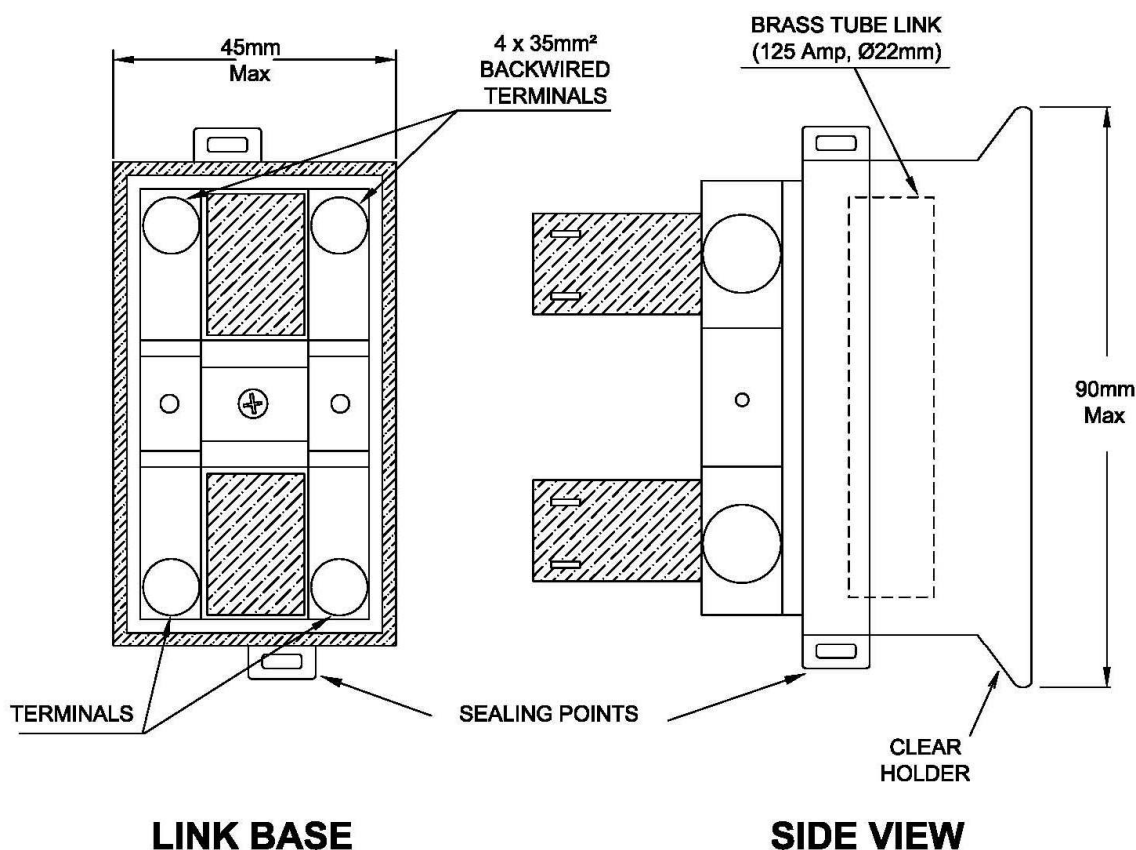 45mm
Max
4 x 35mm²
BACKWIRED
TERMINALS
BRASS TUBE LINK
(125 Amp, Ø22mm)
90mm
Max
TERMINALS
SEALING POINTS
CLEAR
HOLDER
LINK BASE
SIDE VIEW